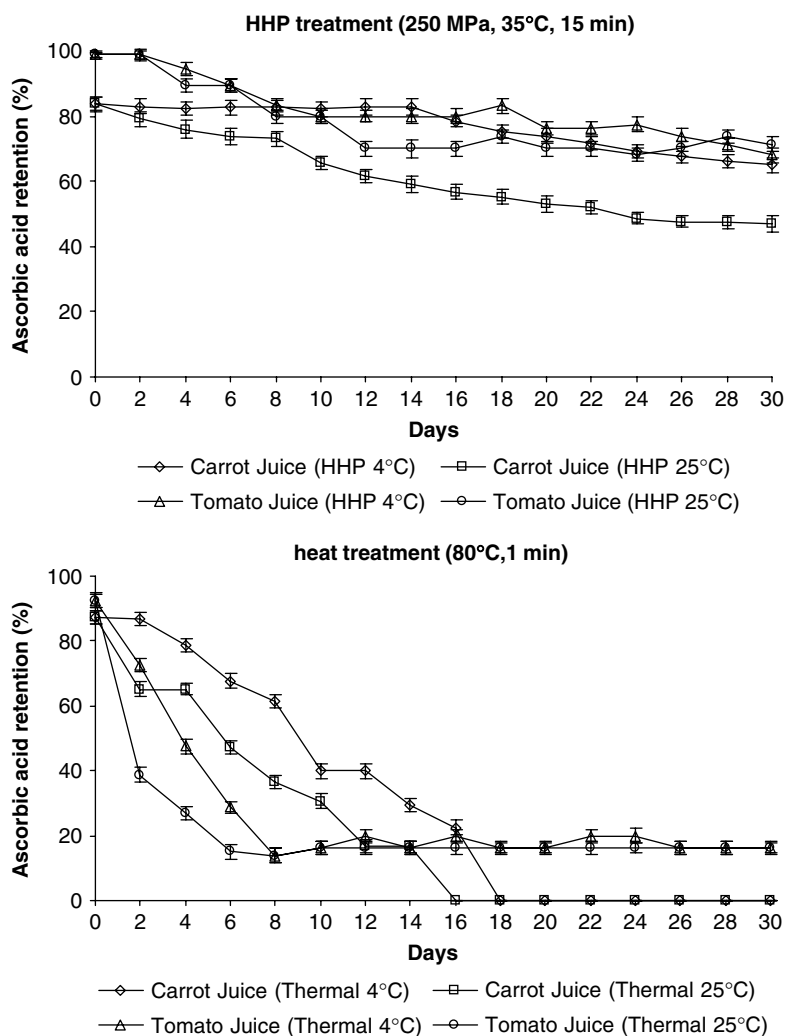 HHP treatment (250 MPa, 35°C, 15 min)
Ascorbic acid retention (%)
100
80
60
40
20
0
0 2 4 6 8 10 12 14 16 18 20 22 24 26 28 30
Days
Carrot Juice (HHP 4°C) Carrot Juice (HHP 25°C)
Tomato Juice (HHP 4°C) Tomato Juice (HHP 25°C)
heat treatment (80°C,1 min)
Ascorbic acid retention (%)
100
80
60
40
20
0
0 2 4 6 8 10 12 14 16 18 20 22 24 26 28 30
Days
Carrot Juice (Thermal 4°C) Carrot Juice (Thermal 25°C)
Tomato Juice (Thermal 4°C) Tomato Juice (Thermal 25°C)